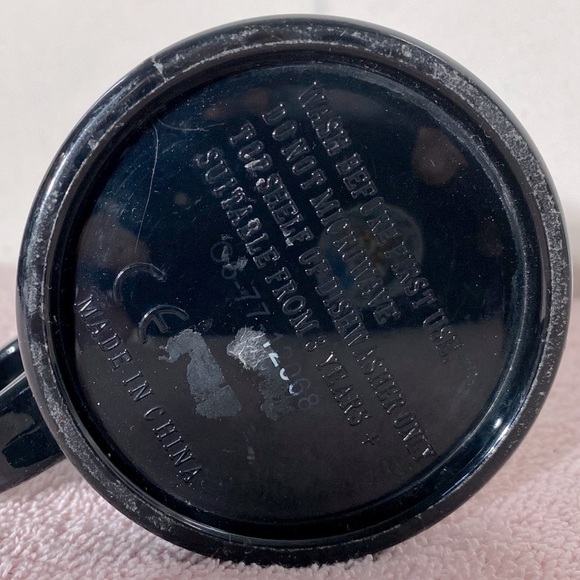 WASH BEFORE FIRST USE
DO NOT MICROWAVE
TOP SHELF OF DISHWASHER ONLY
SUITABLE FROM 3 YEARS +
CE
MADE IN CHINA